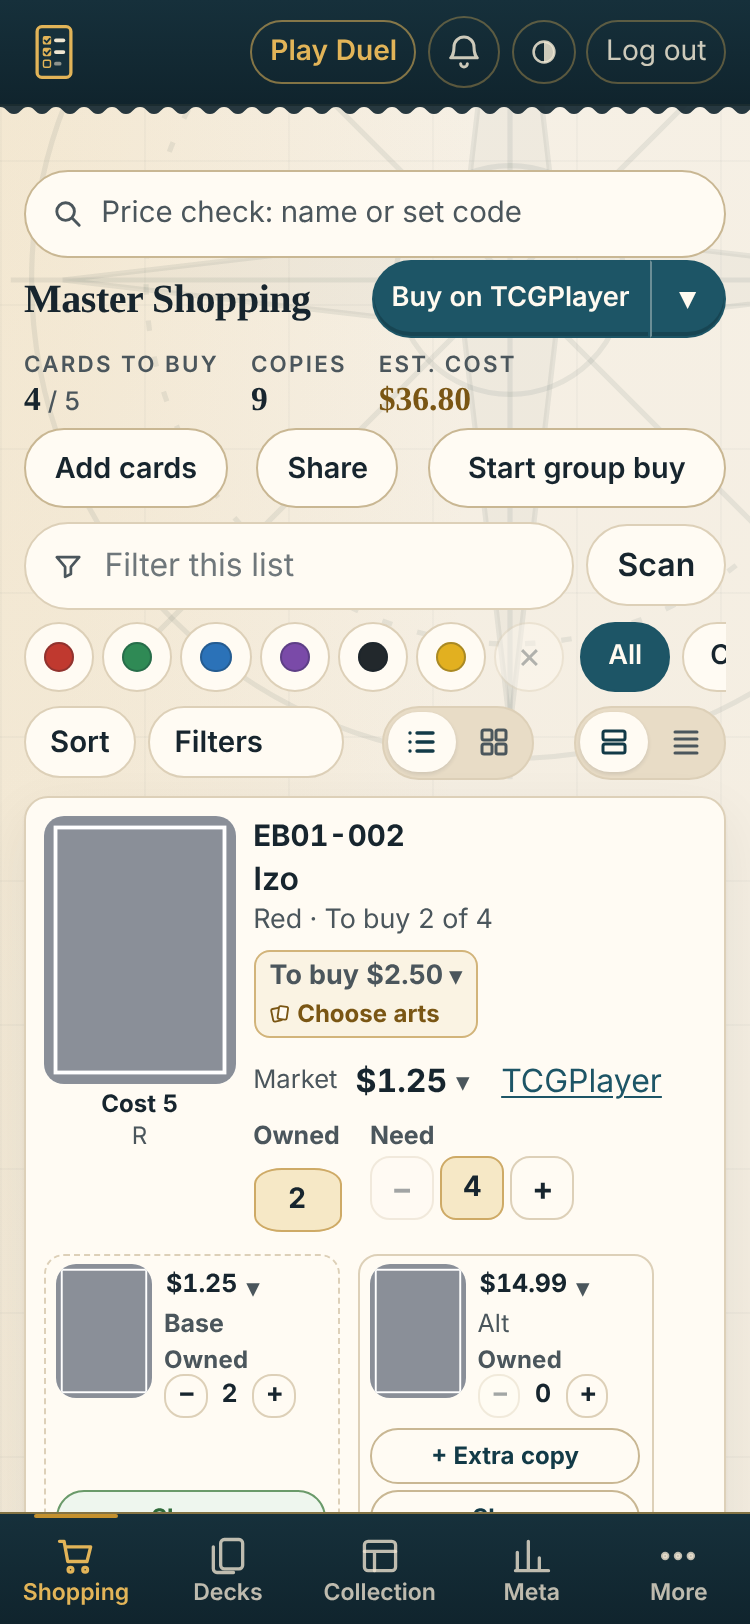 Play Duel Log out
Price check: name or set code
Master Shopping Buy on TCGPlayer ▼
CARDS TO BUY COPIES EST. COST
4 / 5 9 $36.80
Add cards Share Start group buy
Filter this list Scan
All
Sort Filters
EB01-002
Izo
Red · To buy 2 of 4
To buy $2.50 ▼
Choose arts
Market $1.25 ▼ TCGPlayer
Cost 5
R
Owned Need
2 − 4 +
$1.25 ▼ $14.99 ▼
Base Alt
Owned Owned
− 2 + − 0 +
+ Extra copy
Shopping Decks Collection Meta More